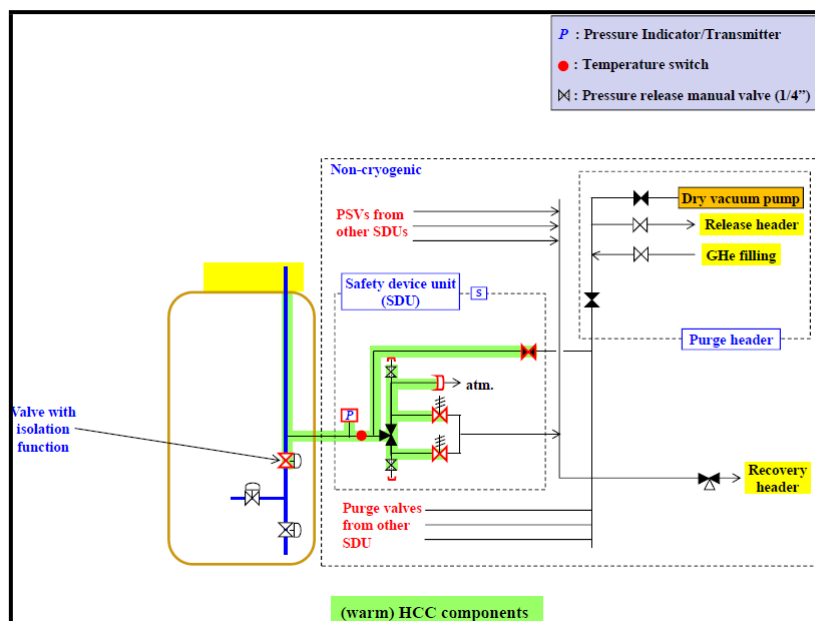 P : Pressure Indicator/Transmitter
: Temperature switch
: Pressure release manual valve (1/4”)
Non-cryogenic
PSVs from
other SDUs
Dry vacuum pump
Release header
GHe filling
Safety device unit
(SDU)
S
Purge header
atm.
P
Valve with
isolation
function
Recovery
header
Purge valves
from other
SDU
(warm) HCC components